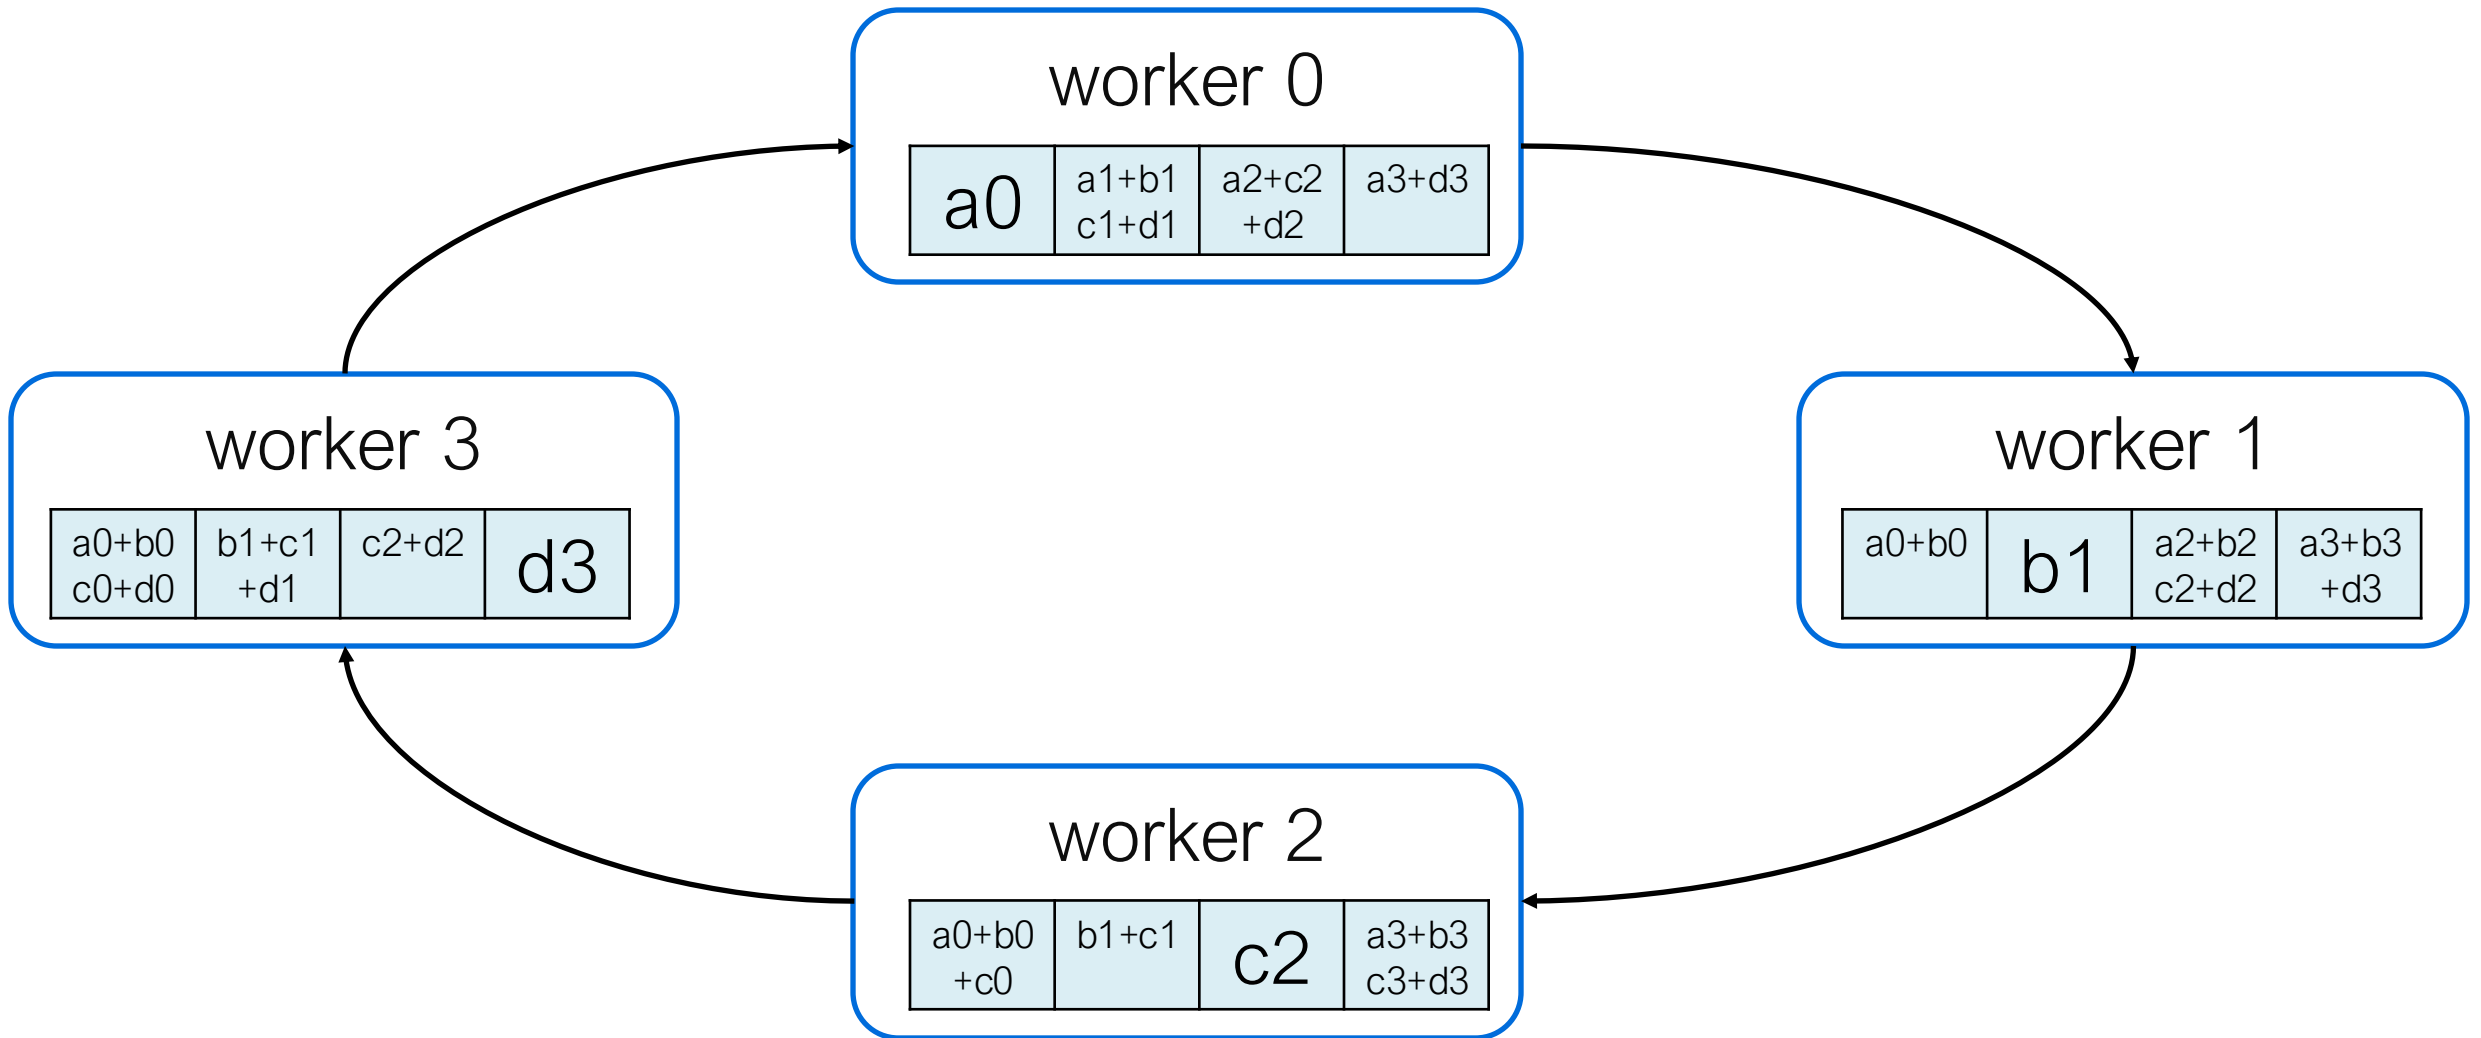 worker 0
a0
a1+b1
c1+d1
a2+c2
+d2
a3+d3
worker 3
a0+b0
c0+d0
b1+c1
+d1
c2+d2
d3
worker 1
a0+b0
b1
a2+b2
c2+d2
a3+b3
+d3
worker 2
a0+b0
+c0
b1+c1
c2
a3+b3
c3+d3